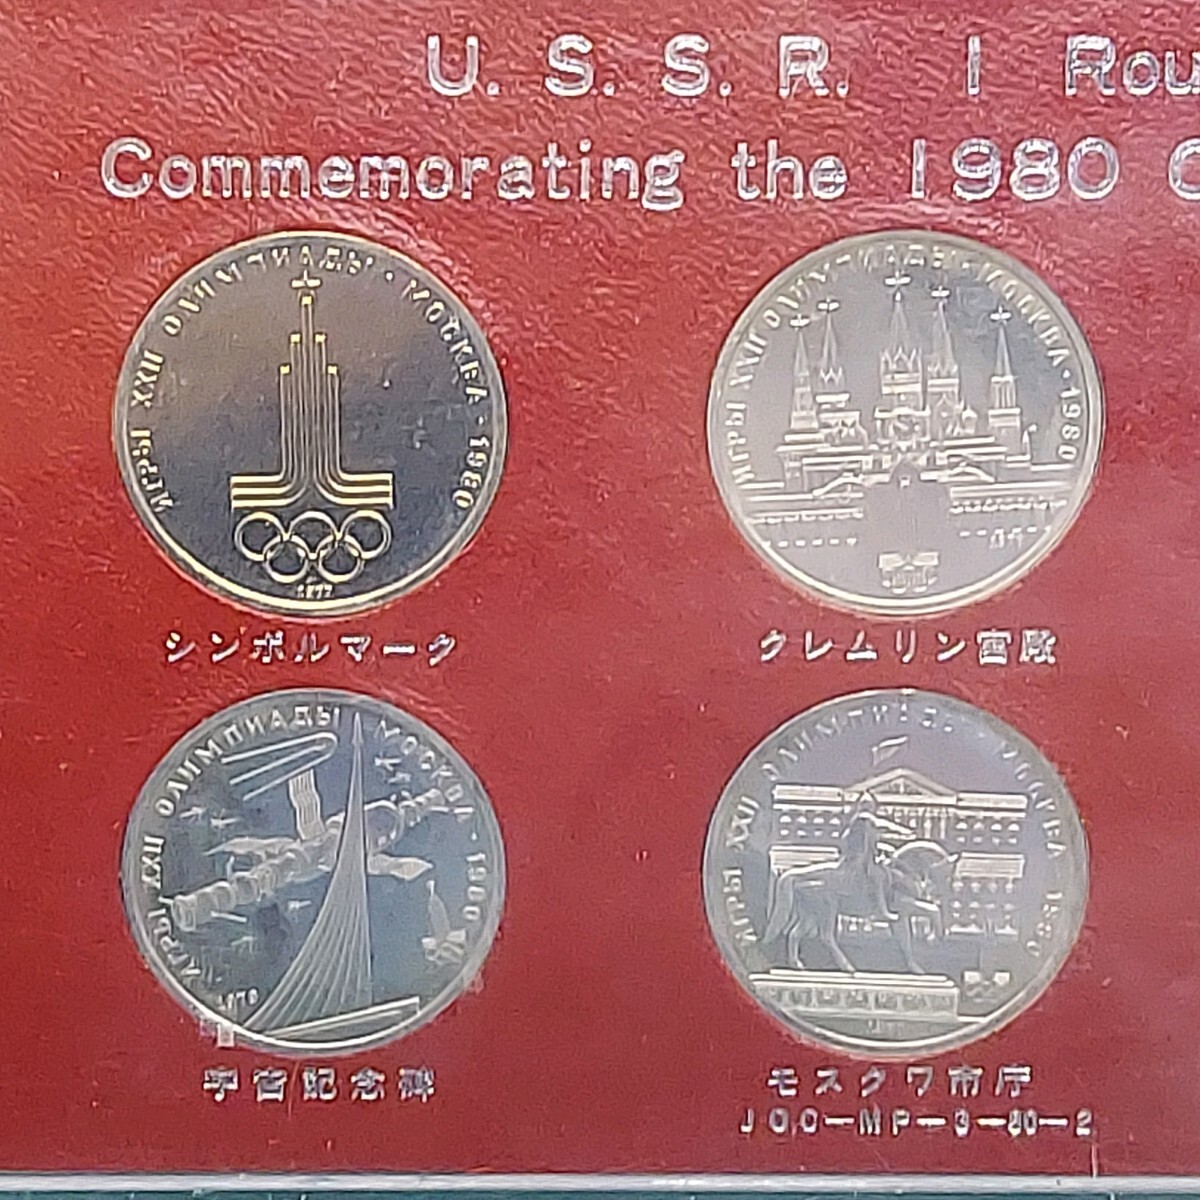 U. S. S. R. 1 Rou
Commemorating the 1980 O
ИГРЫ XXII ОЛИМПИАДЫ · МОСКВА · 1980
1977
ИГРЫ XXII ОЛИМПИАДЫ · МОСКВА · 1980
シンボルマーク
クレムリン宮殿
ИГРЫ XXII ОЛИМПИАДЫ МОСКВА · 1980
1979
ИГРЫ XXII ОЛИМПИАДЫ · МОСКВА 1980
宇宙記念碑
モスクワ市庁
JOC-MP-3-80-2